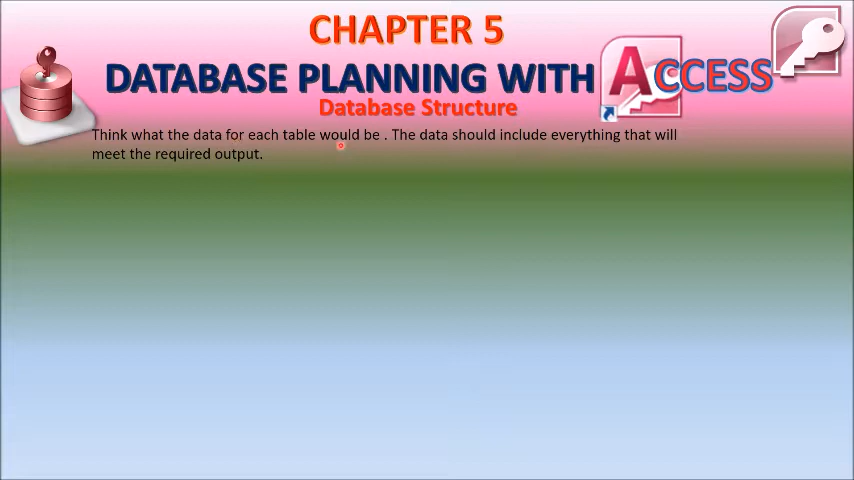 CHAPTER 5
DATABASE PLANNING WITH ACCESS
Database Structure
Think what the data for each table would be . The data should include everything that will
meet the required output.